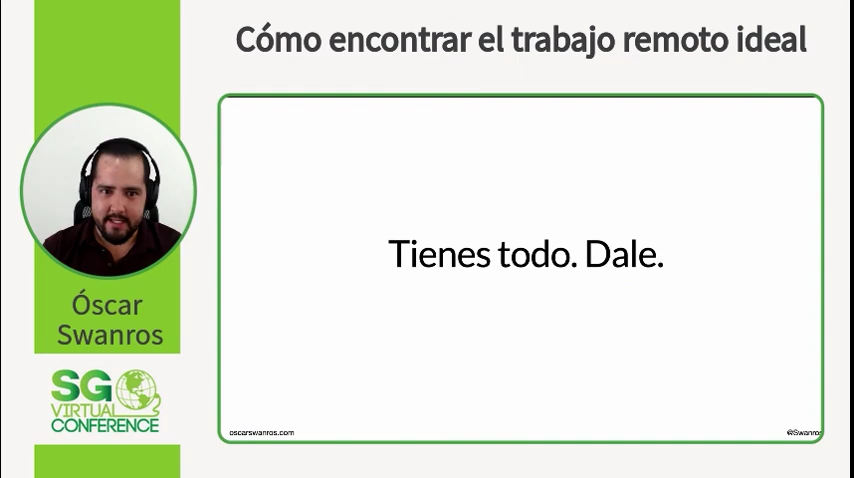 Cómo encontrar el trabajo remoto ideal
Tienes todo. Dale.
Óscar
Swanros
SG
VIRTUAL
CONFERENCE
oscarswanros.com
@Swanros